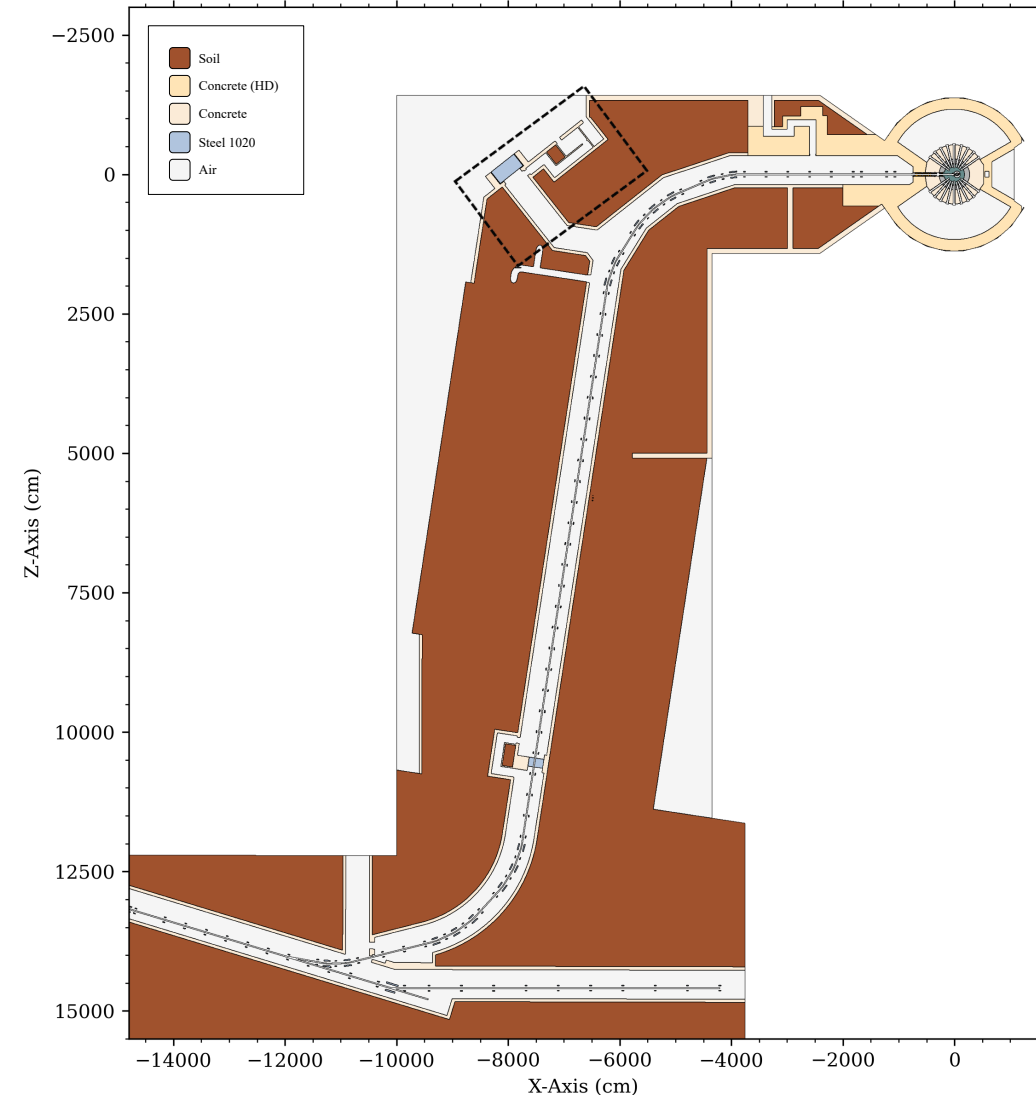 −2500
Soil
Concrete (HD)
Concrete
Steel 1020
Air
0
2500
5000
Z-Axis (cm)
7500
10000
12500
15000
−14000 −12000 −10000 −8000 −6000 −4000 −2000 0
X-Axis (cm)